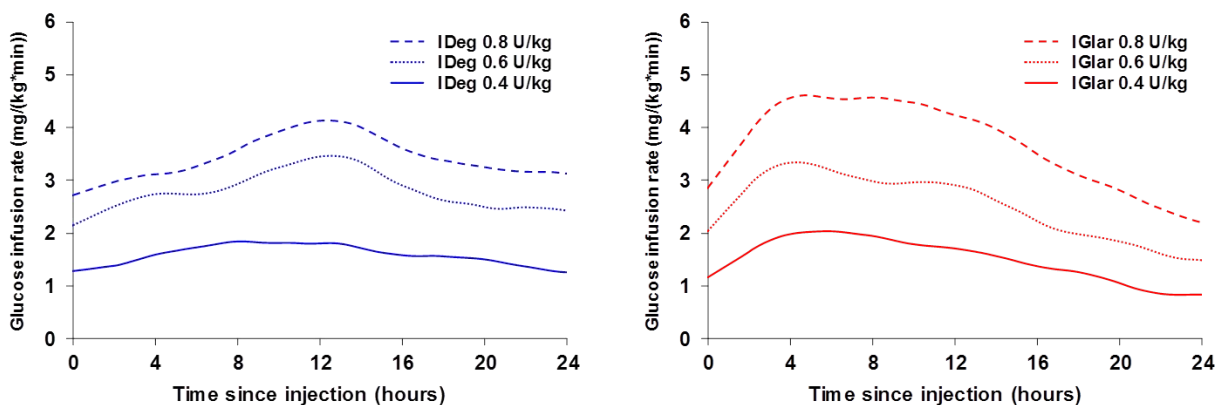 Glucose infusion rate (mg/(kg*min))
6
5
4
3
2
1
0
IDeg 0.8 U/kg
IDeg 0.6 U/kg
IDeg 0.4 U/kg
0 4 8 12 16 20 24
Time since injection (hours)
Glucose infusion rate (mg/(kg*min))
6
5
4
3
2
1
0
IGlar 0.8 U/kg
IGlar 0.6 U/kg
IGlar 0.4 U/kg
0 4 8 12 16 20 24
Time since injection (hours)